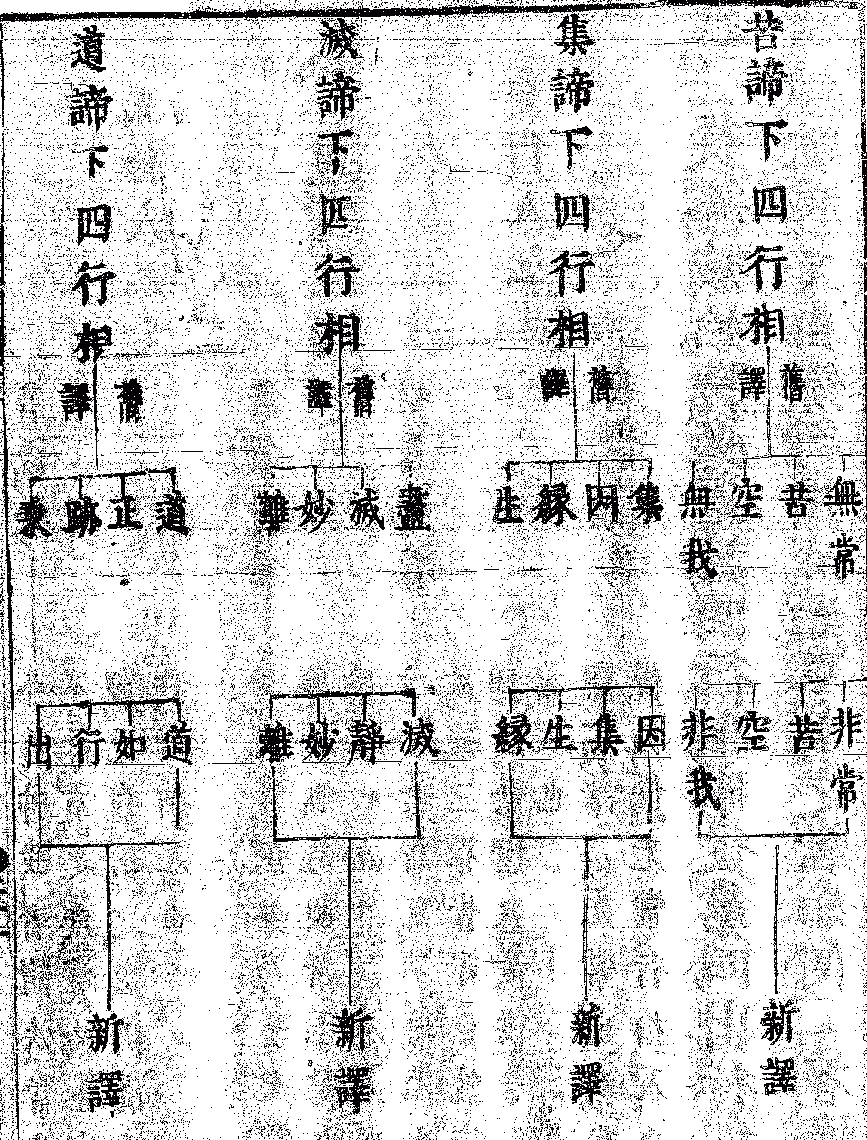 苦諦下四行相
舊譯
無常
苦
空
無我
非常
苦
空
非我
新譯
集諦下四行相
舊譯
集
因
緣
生
因
集
生
緣
新譯
滅諦下四行相
舊譯
盡
滅
妙
離
滅
靜
妙
離
新譯
道諦下四行相
舊譯
道
正
跡
乘
道
如
行
出
新譯